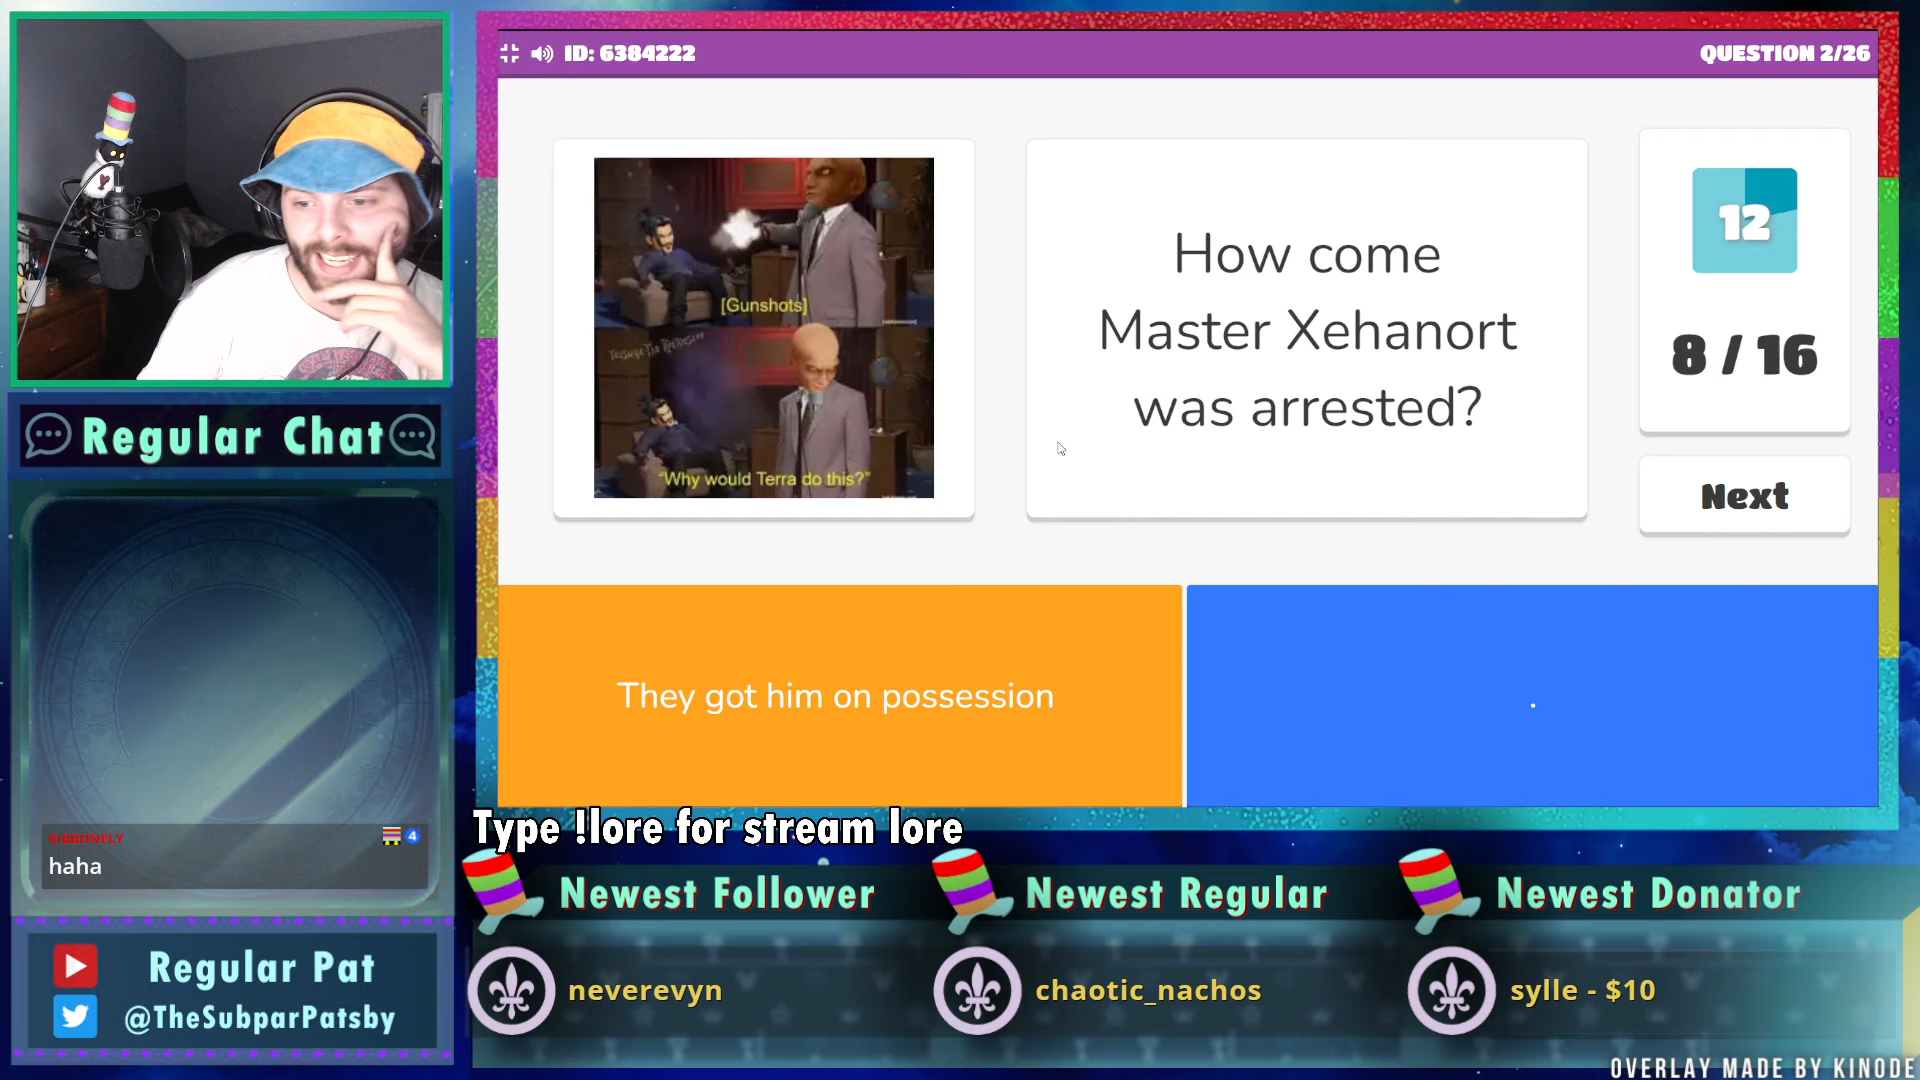 ID: 6384222
QUESTION 2/26
[Gunshots]
"Why would Terra do this?"
How come
Master Xehanort
was arrested?
12
8 / 16
Next
They got him on possession
.
Regular Chat
RIBBONFLY
4
haha
Type !lore for stream lore
Newest Follower
Newest Regular
Newest Donator
neverevyn
chaotic_nachos
sylle - $10
Regular Pat
@TheSubparPatsby
OVERLAY MADE BY KINODE